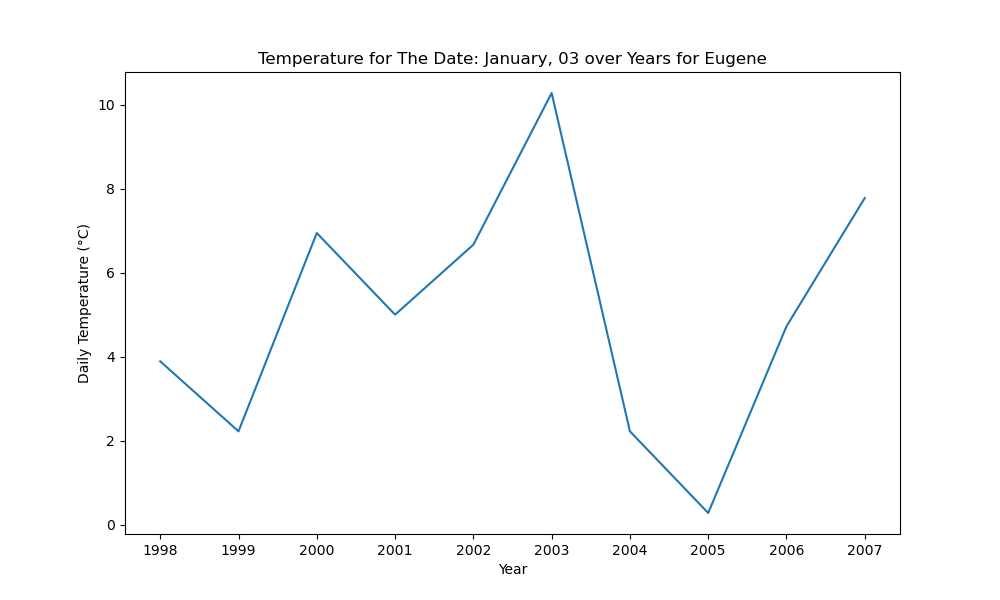 Temperature for The Date: January, 03 over Years for Eugene
Daily Temperature (°C)
10
8
6
4
2
0
1998 1999 2000 2001 2002 2003 2004 2005 2006 2007
Year